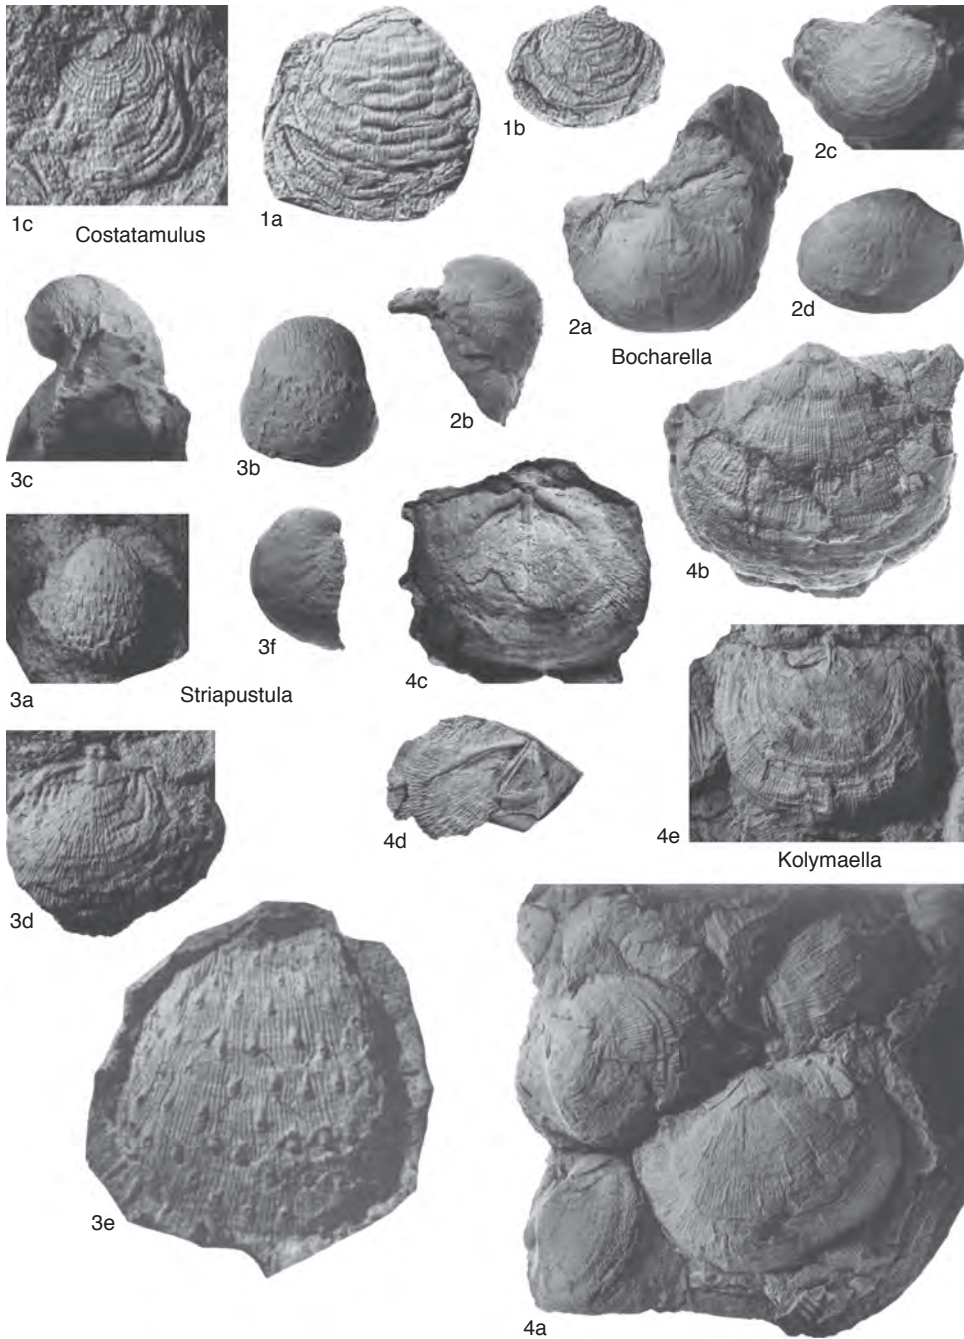 1c
1a
1b
2c
Costatamulus
2d
2a
Bocharella
2b
3c
3b
4b
3f
3a
Striapustula
4c
4d
4e
Kolymaella
3d
3e
4a